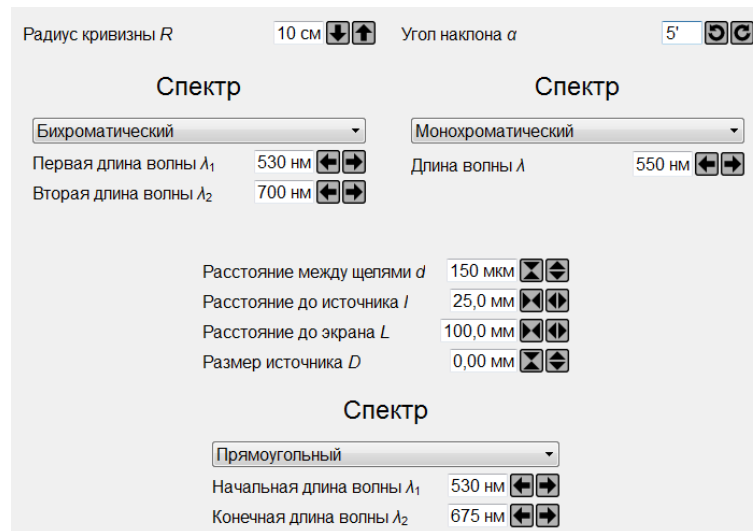 Радиус кривизны R 10 см Угол наклона α 5'
Спектр Спектр
Бихроматический Монохроматический
Первая длина волны λ₁ 530 нм Длина волны λ 550 нм
Вторая длина волны λ₂ 700 нм
Расстояние между щелями d 150 мкм
Расстояние до источника l 25,0 мм
Расстояние до экрана L 100,0 мм
Размер источника D 0,00 мм
Спектр
Прямоугольный
Начальная длина волны λ₁ 530 нм
Конечная длина волны λ₂ 675 нм